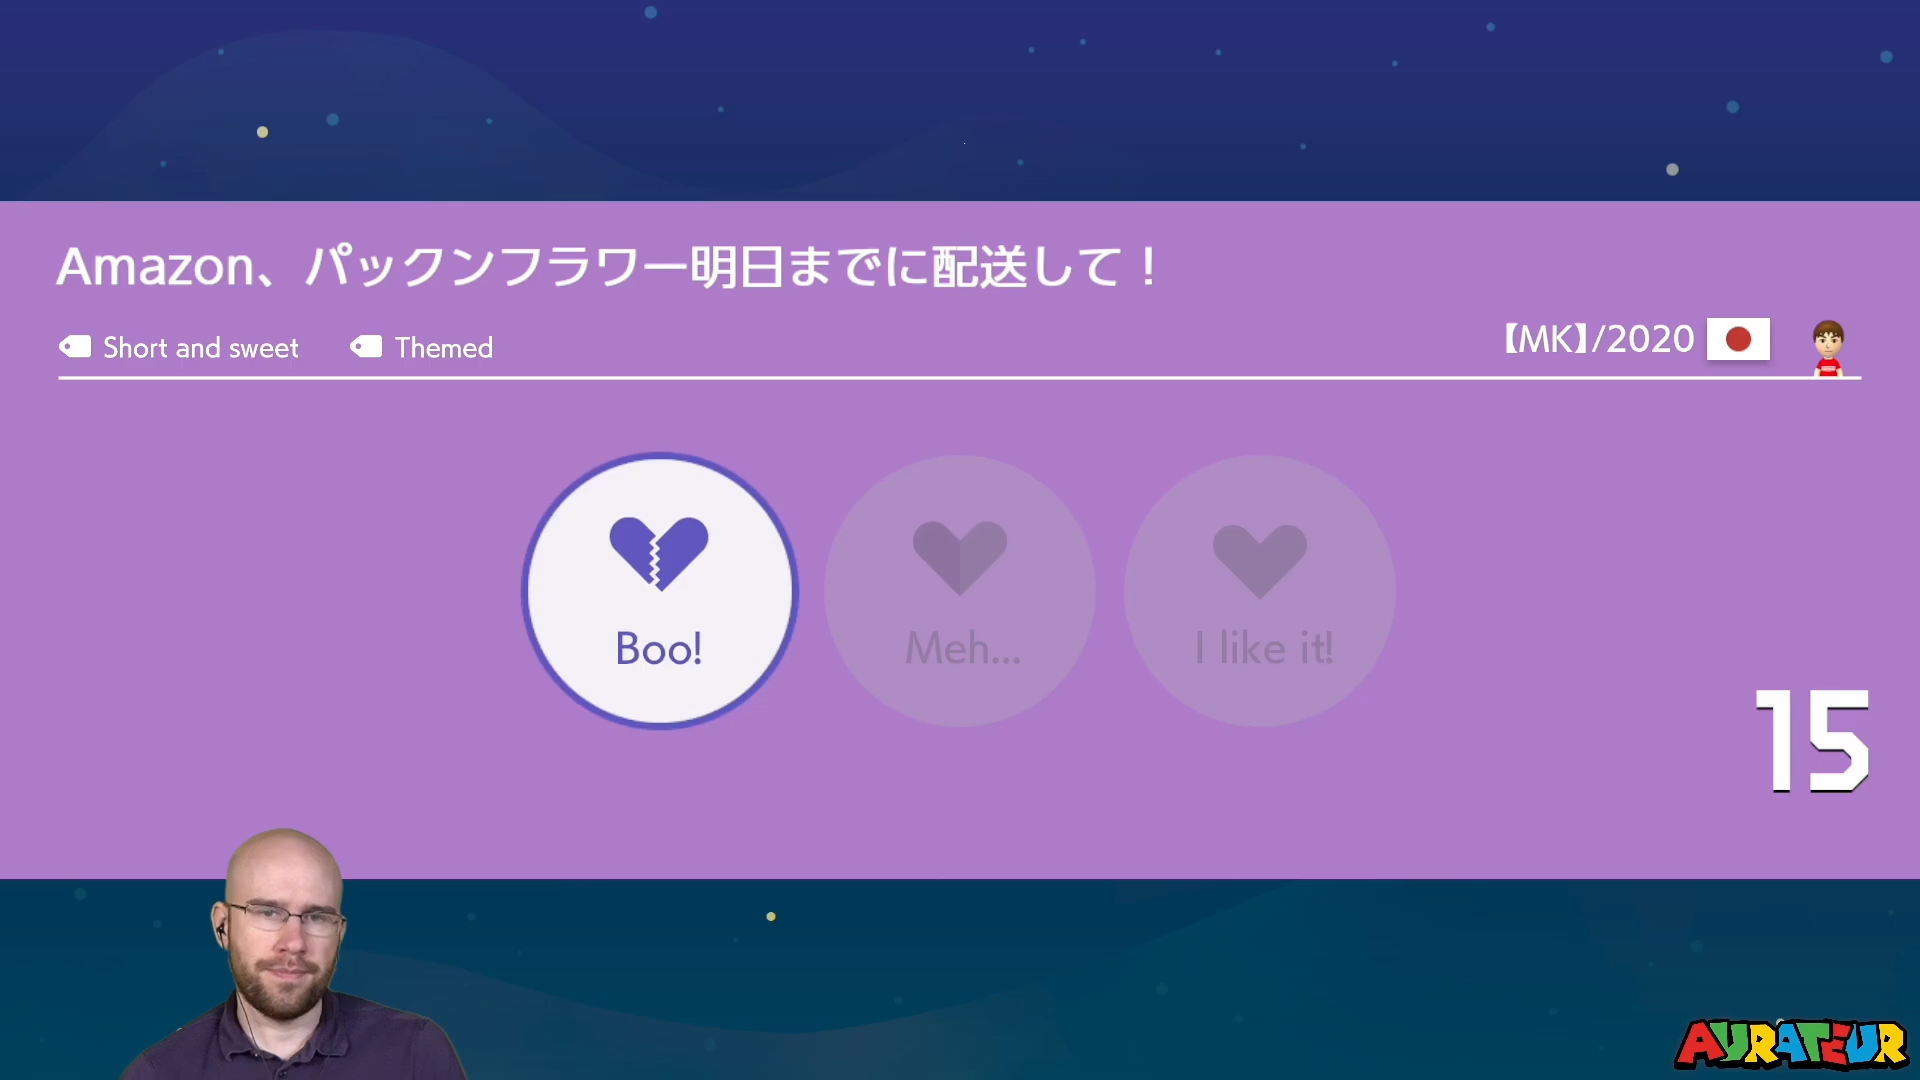 Amazon、パックンフラワー明日までに配送して！
Short and sweet Themed
【MK】/2020
Boo! Meh... I like it!
15
AURATEUR